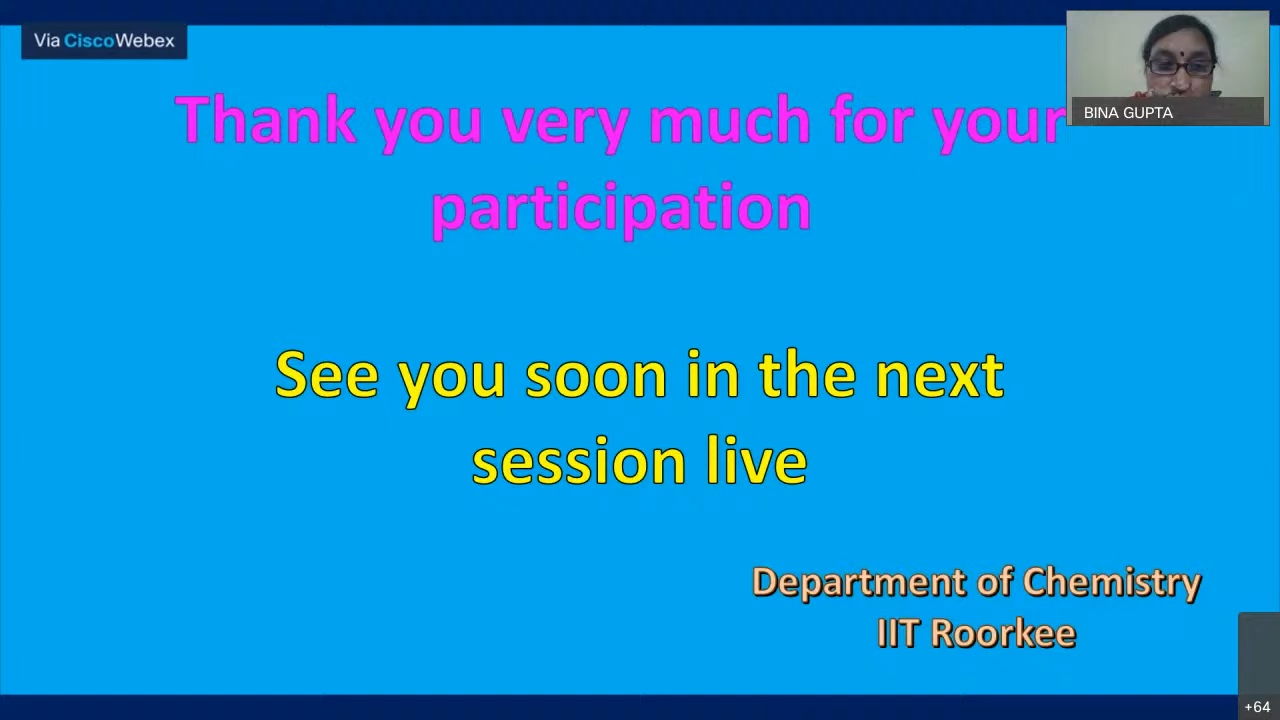 Via CiscoWebex
BINA GUPTA
Thank you very much for your
participation
See you soon in the next
session live
Department of Chemistry
IIT Roorkee
+64